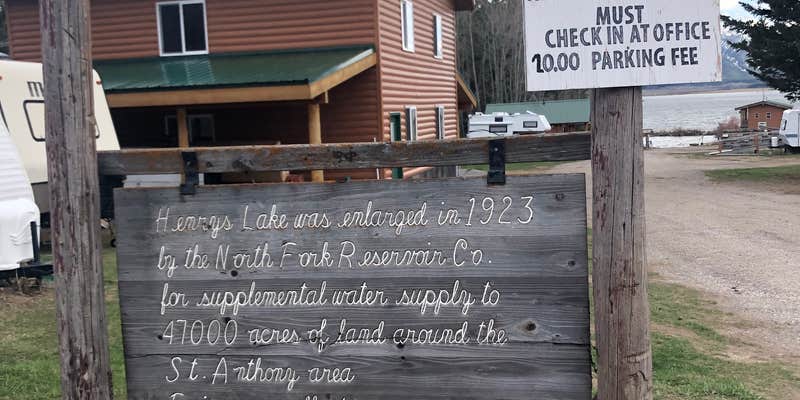 MUST
CHECK IN AT OFFICE
10.00 PARKING FEE
Henrys Lake was enlarged in 1923
by the North Fork Reservoir Co.
for supplemental water supply to
47000 acres of land around the
St. Anthony area